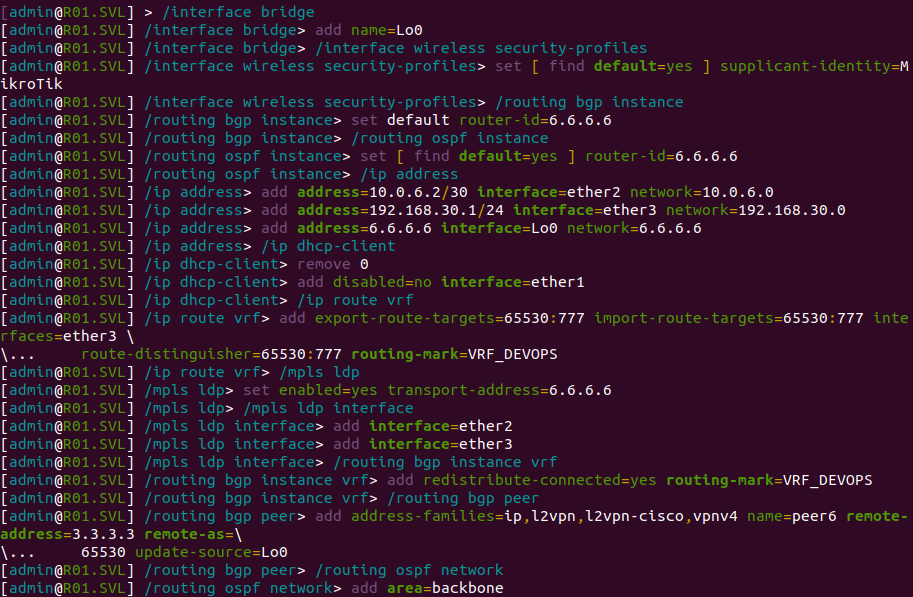 [admin@R01.SVL] > /interface bridge
[admin@R01.SVL] /interface bridge> add name=Lo0
[admin@R01.SVL] /interface bridge> /interface wireless security-profiles
[admin@R01.SVL] /interface wireless security-profiles> set [ find default=yes ] supplicant-identity=M
ikroTik
[admin@R01.SVL] /interface wireless security-profiles> /routing bgp instance
[admin@R01.SVL] /routing bgp instance> set default router-id=6.6.6.6
[admin@R01.SVL] /routing bgp instance> /routing ospf instance
[admin@R01.SVL] /routing ospf instance> set [ find default=yes ] router-id=6.6.6.6
[admin@R01.SVL] /routing ospf instance> /ip address
[admin@R01.SVL] /ip address> add address=10.0.6.2/30 interface=ether2 network=10.0.6.0
[admin@R01.SVL] /ip address> add address=192.168.30.1/24 interface=ether3 network=192.168.30.0
[admin@R01.SVL] /ip address> add address=6.6.6.6 interface=Lo0 network=6.6.6.6
[admin@R01.SVL] /ip address> /ip dhcp-client
[admin@R01.SVL] /ip dhcp-client> remove 0
[admin@R01.SVL] /ip dhcp-client> add disabled=no interface=ether1
[admin@R01.SVL] /ip dhcp-client> /ip route vrf
[admin@R01.SVL] /ip route vrf> add export-route-targets=65530:777 import-route-targets=65530:777 inte
rfaces=ether3 \
\...     route-distinguisher=65530:777 routing-mark=VRF_DEVOPS
[admin@R01.SVL] /ip route vrf> /mpls ldp
[admin@R01.SVL] /mpls ldp> set enabled=yes transport-address=6.6.6.6
[admin@R01.SVL] /mpls ldp> /mpls ldp interface
[admin@R01.SVL] /mpls ldp interface> add interface=ether2
[admin@R01.SVL] /mpls ldp interface> add interface=ether3
[admin@R01.SVL] /mpls ldp interface> /routing bgp instance vrf
[admin@R01.SVL] /routing bgp instance vrf> add redistribute-connected=yes routing-mark=VRF_DEVOPS
[admin@R01.SVL] /routing bgp instance vrf> /routing bgp peer
[admin@R01.SVL] /routing bgp peer> add address-families=ip,l2vpn,l2vpn-cisco,vpnv4 name=peer6 remote-
address=3.3.3.3 remote-as=\
\...     65530 update-source=Lo0
[admin@R01.SVL] /routing bgp peer> /routing ospf network
[admin@R01.SVL] /routing ospf network> add area=backbone